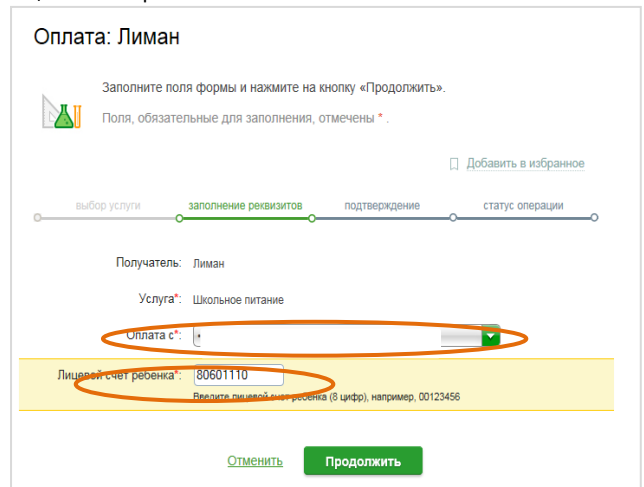 Оплата: Лиман
Заполните поля формы и нажмите на кнопку «Продолжить».
Поля, обязательные для заполнения, отмечены * .
Добавить в избранное
выбор услуги заполнение реквизитов подтверждение статус операции
Получатель: Лиман
Услуга*: Школьное питание
Оплата с*:
Лицевой счет ребенка*: 80601110
Введите лицевой счет ребенка (8 цифр), например, 00123456
Отменить Продолжить